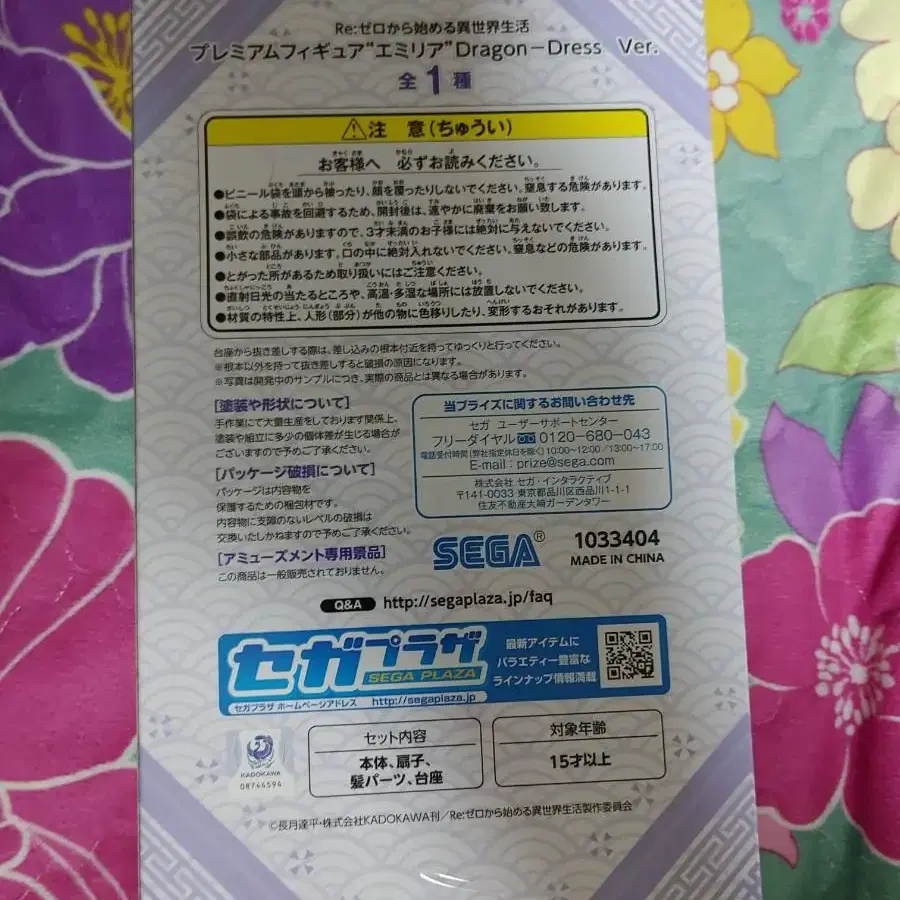 Re:ゼロから始める異世界生活
プレミアムフィギュア"エミリア"Dragon-Dress Ver.
全1種
⚠注 意(ちゅうい)
お客様へ 必ずお読みください。
●ビニール袋を頭から被ったり、顔を覆ったりしないでください。窒息する危険があります。
●袋による事故を回避するため、開封後は、速やかに廃棄をお願い致します。
●誤飲の危険がありますので、3才未満のお子様には絶対に与えないでください。
●小さな部品があります。口の中に絶対入れないでください。窒息などの危険があります。
●とがった所があるため取り扱いにはご注意ください。
●直射日光の当たるところや、高温・多湿な場所には放置しないでください。
●材質の特性上、人形(部分)が他の物に色移りしたり、変形するおそれがあります。
台座から抜き差しする際は、差し込みの根本付近を持ってゆっくりと行ってください。
※根本以外を持って抜き差しすると破損の原因になります。
※写真は開発中のサンプルにつき、実際の商品とは異なる場合があります。
[塗装や形状について]
手作業にて大量生産をしております関係上、
塗装や組立に多少の個体差が生じる場合が
ございますので予めご了承ください。
[パッケージ破損について]
パッケージは内容物を
保護するための梱包材です。
内容物に支障のないレベルの破損は
交換いたしかねますので予めご了承ください。
[アミューズメント専用景品]
この商品は一般販売されておりません。
当プライズに関するお問い合わせ先
セガ ユーザーサポートセンター
フリーダイヤル 0120-680-043
電話受付時間(弊社指定休日を除く)10:00~12:00/13:00~17:00
E-mail:prize@sega.com
株式会社 セガ・インタラクティブ
〒141-0033 東京都品川区西品川1-1-1
住友不動産大崎ガーデンタワー
SEGA®
1033404
MADE IN CHINA
Q&A http://segaplaza.jp/faq
セガプラザ
SEGA PLAZA
セガプラザ ホームページアドレス http://segaplaza.jp
最新アイテムに
バラエティー豊富な
ラインナップ情報満載
KADOKAWA
08744594
セット内容
本体、扇子、
髪パーツ、台座
対象年齢
15才以上
©長月達平・株式会社KADOKAWA刊/Re:ゼロから始める異世界生活製作委員会